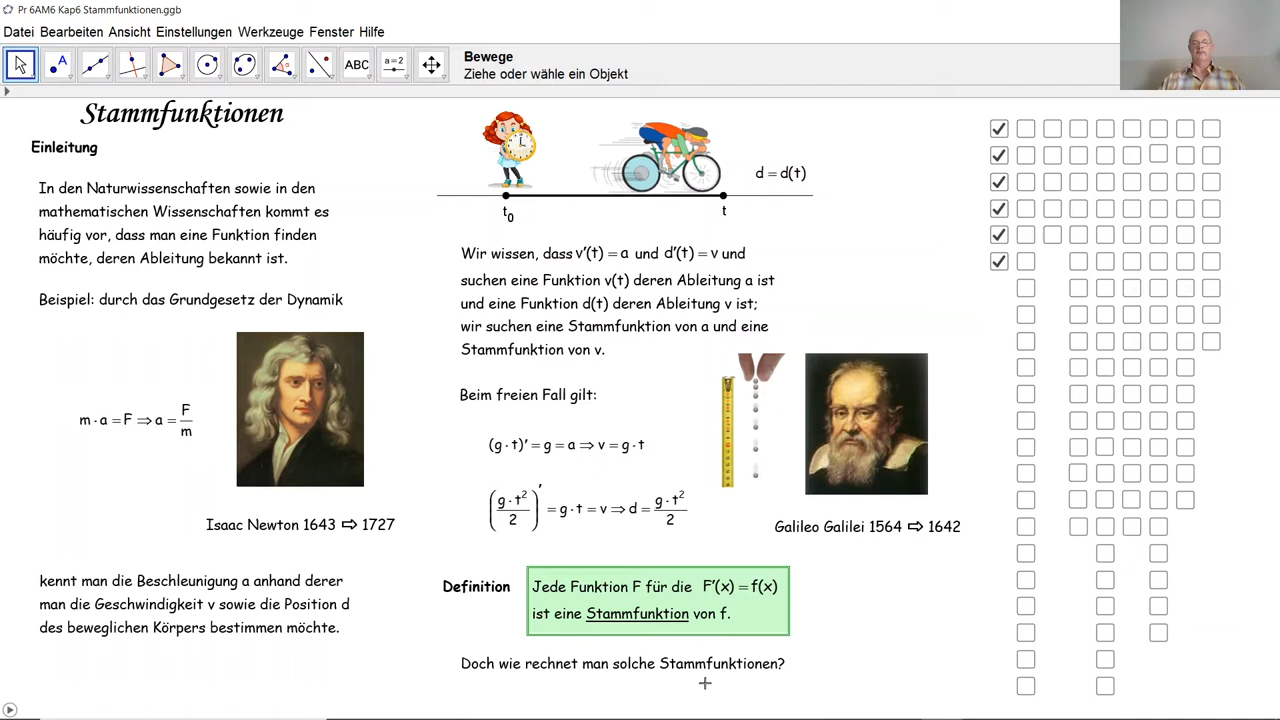 Pr 6AM6 Kap6 Stammfunktionen.ggb
Datei Bearbeiten Ansicht Einstellungen Werkzeuge Fenster Hilfe
A
ABC
a=2
Bewege
Ziehe oder wähle ein Objekt
Stammfunktionen
Einleitung
In den Naturwissenschaften sowie in den
mathematischen Wissenschaften kommt es
häufig vor, dass man eine Funktion finden
möchte, deren Ableitung bekannt ist.
Beispiel: durch das Grundgesetz der Dynamik
m · a = F ⇒ a = F/m
Isaac Newton 1643 ⇨ 1727
kennt man die Beschleunigung a anhand derer
man die Geschwindigkeit v sowie die Position d
des beweglichen Körpers bestimmen möchte.
d = d(t)
t₀ t
Wir wissen, dass v′(t) = a und d′(t) = v und
suchen eine Funktion v(t) deren Ableitung a ist
und eine Funktion d(t) deren Ableitung v ist;
wir suchen eine Stammfunktion von a und eine
Stammfunktion von v.
Beim freien Fall gilt:
(g · t)′ = g = a ⇒ v = g · t
(g · t²/2)′ = g · t = v ⇒ d = g · t²/2
Galileo Galilei 1564 ⇨ 1642
Definition
Jede Funktion F für die F′(x) = f(x)
ist eine Stammfunktion von f.
Doch wie rechnet man solche Stammfunktionen?